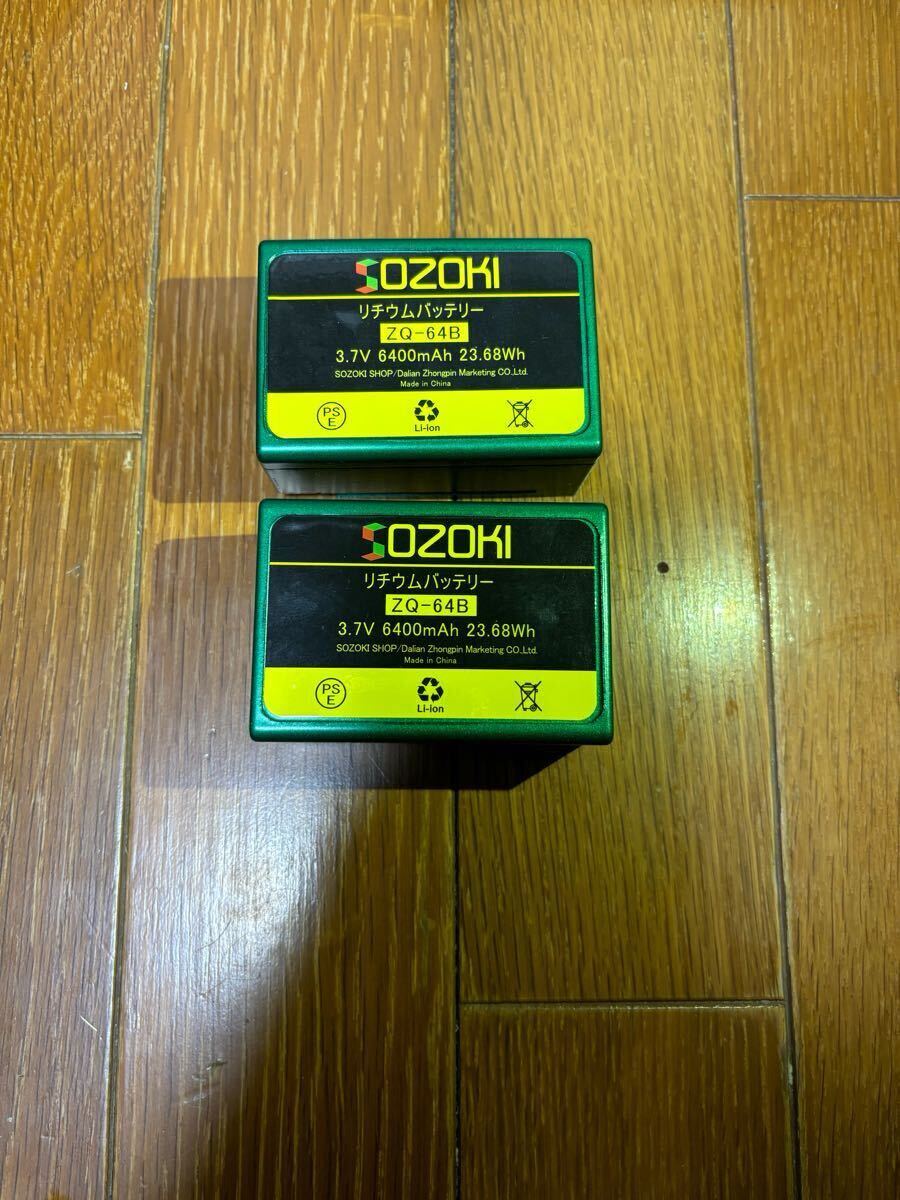 SOZOKI
リチウムバッテリー
ZQ-64B
3.7V 6400mAh 23.68Wh
SOZOKI SHOP/Dalian Zhongpin Marketing CO.,Ltd.
Made in China
PS
E
Li-ion
SOZOKI
リチウムバッテリー
ZQ-64B
3.7V 6400mAh 23.68Wh
SOZOKI SHOP/Dalian Zhongpin Marketing CO.,Ltd.
Made in China
PS
E
Li-ion